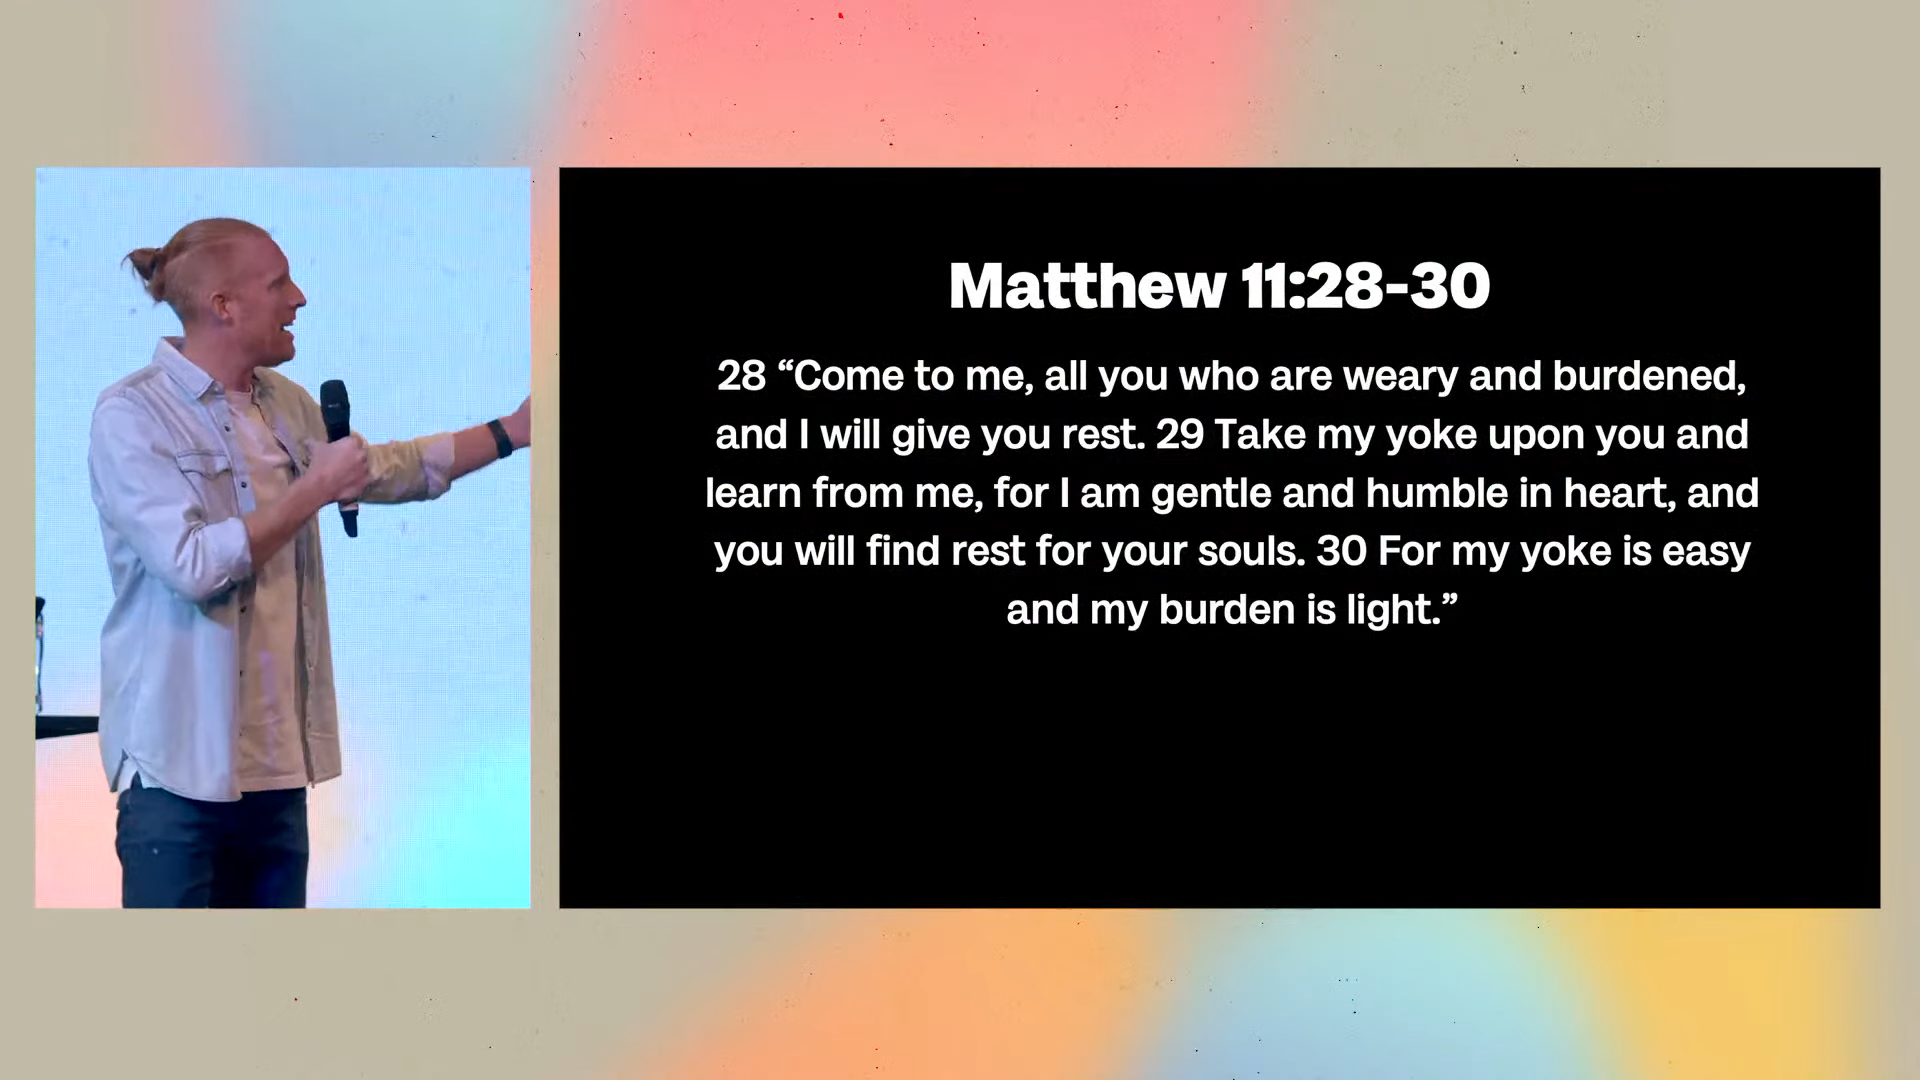 Matthew 11:28-30
28 “Come to me, all you who are weary and burdened,
and I will give you rest. 29 Take my yoke upon you and
learn from me, for I am gentle and humble in heart, and
you will find rest for your souls. 30 For my yoke is easy
and my burden is light.”